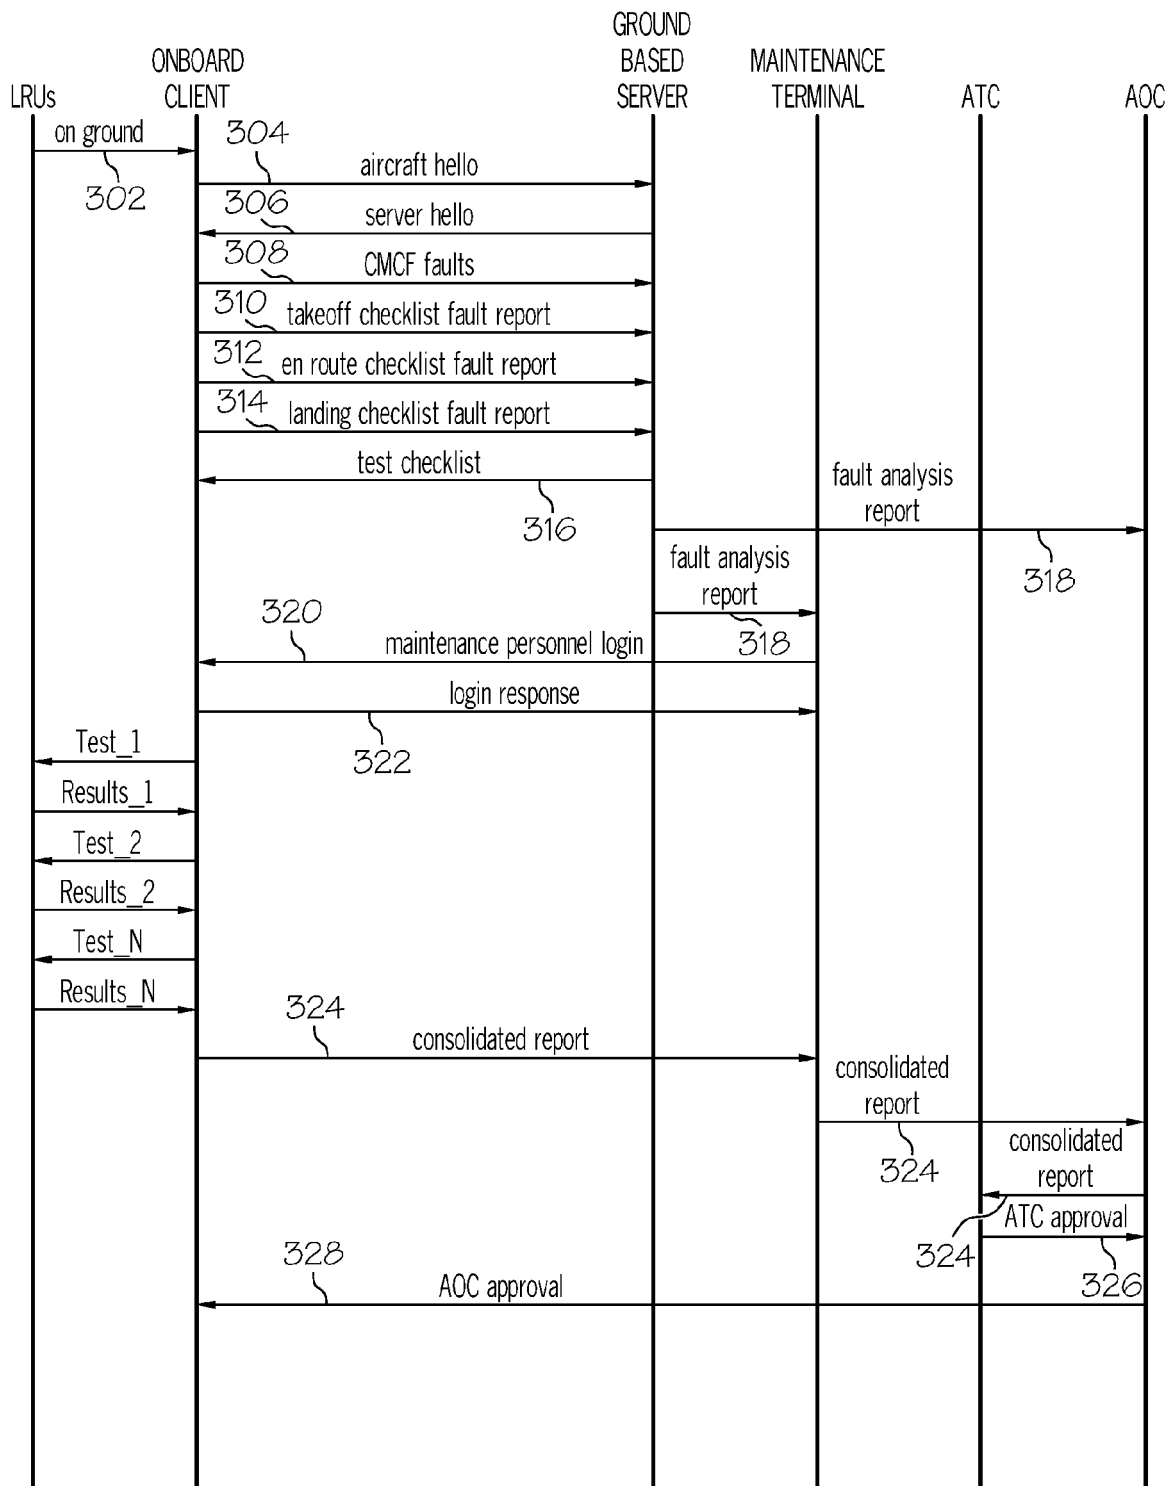 GROUND
BASED
SERVER
ONBOARD
CLIENT
MAINTENANCE
TERMINAL
LRUs
ATC
AOC
on ground
302
304
aircraft hello
306
server hello
308
CMCF faults
310
takeoff checklist fault report
312
en route checklist fault report
314
landing checklist fault report
test checklist
316
fault analysis
report
318
fault analysis
report
318
320
maintenance personnel login
login response
322
Test_1
Results_1
Test_2
Results_2
Test_N
Results_N
324
consolidated report
consolidated
report
324
consolidated
report
324
ATC approval
326
328
AOC approval